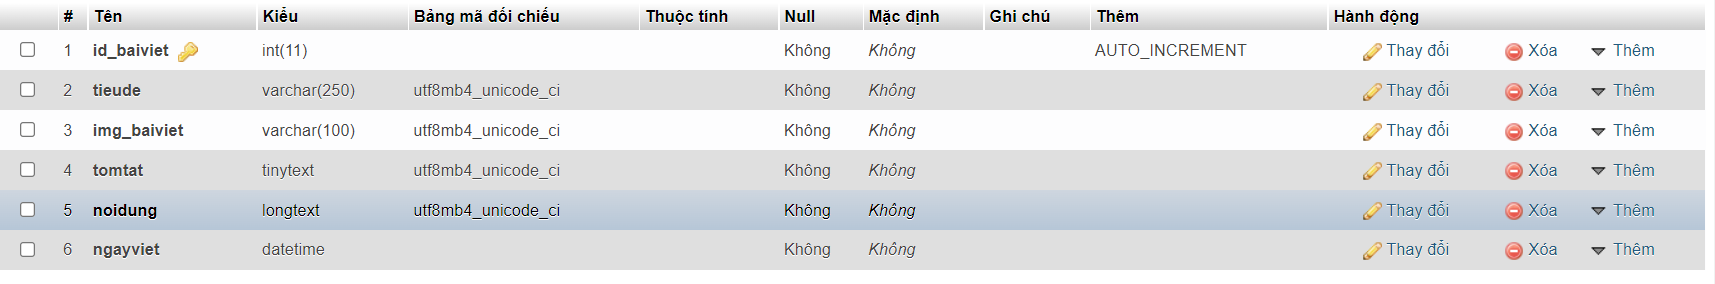 # Tên Kiểu Bảng mã đối chiếu Thuộc tính Null Mặc định Ghi chú Thêm Hành động
1 id_baiviet int(11) Không Không AUTO_INCREMENT Thay đổi Xóa Thêm
2 tieude varchar(250) utf8mb4_unicode_ci Không Không Thay đổi Xóa Thêm
3 img_baiviet varchar(100) utf8mb4_unicode_ci Không Không Thay đổi Xóa Thêm
4 tomtat tinytext utf8mb4_unicode_ci Không Không Thay đổi Xóa Thêm
5 noidung longtext utf8mb4_unicode_ci Không Không Thay đổi Xóa Thêm
6 ngayviet datetime Không Không Thay đổi Xóa Thêm